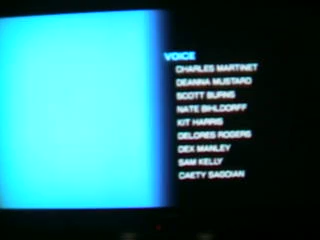 VOICE
CHARLES MARTINET
DEANNA MUSTARD
SCOTT BURNS
NATE BIHLDORFF
KIT HARRIS
DELORES ROGERS
DEX MANLEY
SAM KELLY
CAETY SAGOIAN